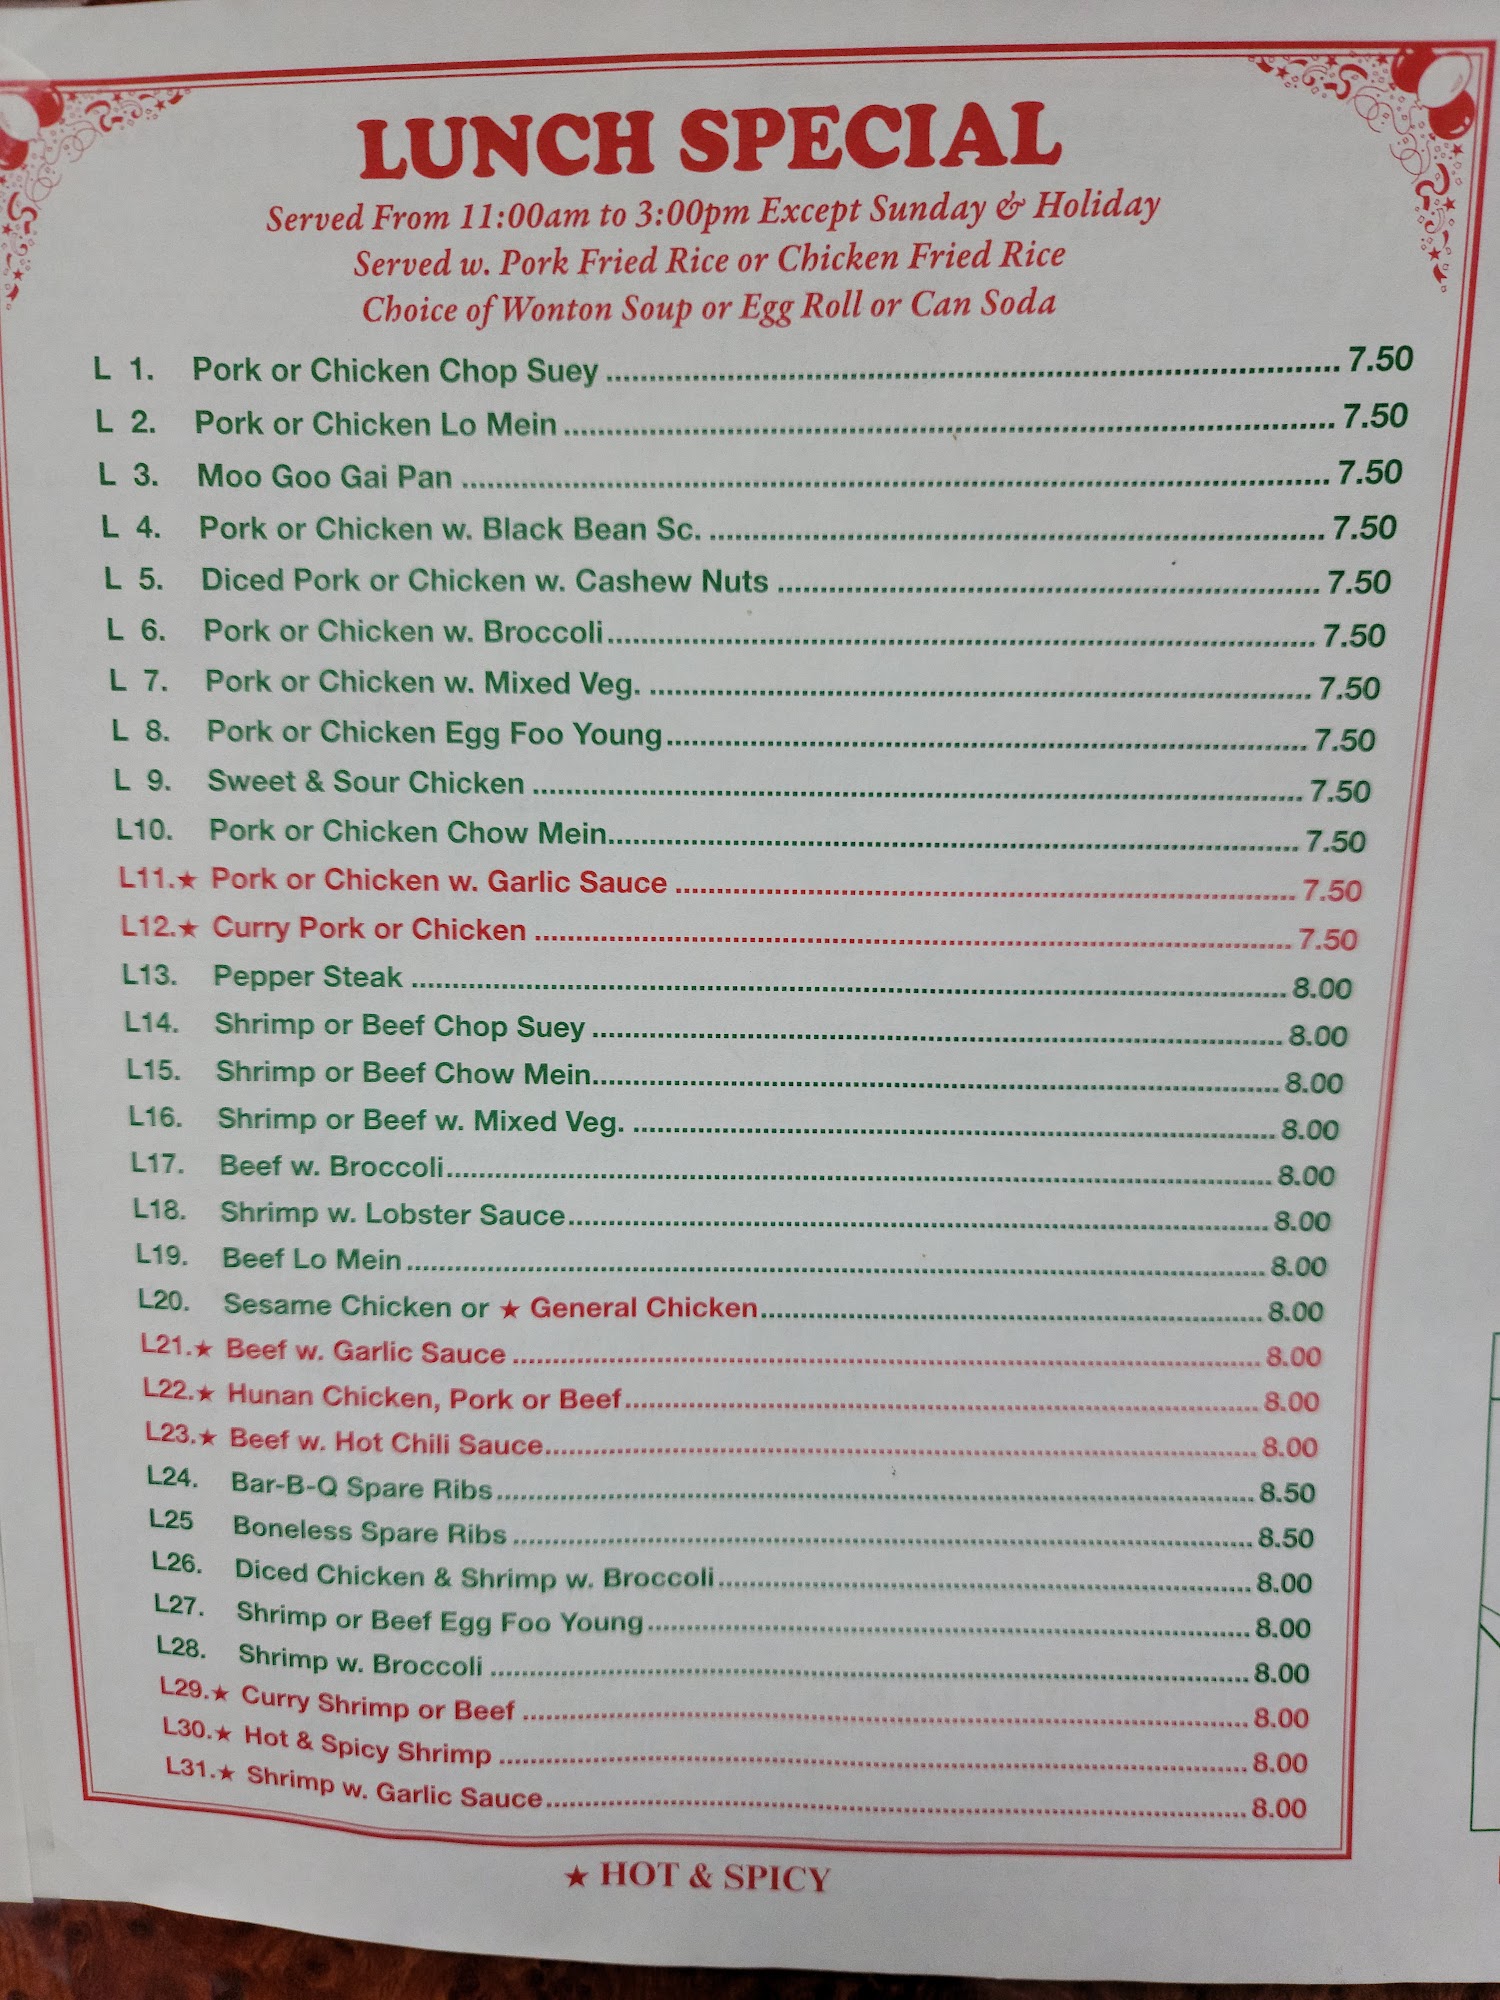 LUNCH SPECIAL
Served From 11:00am to 3:00pm Except Sunday & Holiday
Served w. Pork Fried Rice or Chicken Fried Rice
Choice of Wonton Soup or Egg Roll or Can Soda
L 1. Pork or Chicken Chop Suey 7.50
L 2. Pork or Chicken Lo Mein 7.50
L 3. Moo Goo Gai Pan 7.50
L 4. Pork or Chicken w. Black Bean Sc. 7.50
L 5. Diced Pork or Chicken w. Cashew Nuts 7.50
L 6. Pork or Chicken w. Broccoli 7.50
L 7. Pork or Chicken w. Mixed Veg. 7.50
L 8. Pork or Chicken Egg Foo Young 7.50
L 9. Sweet & Sour Chicken 7.50
L10. Pork or Chicken Chow Mein 7.50
L11.★ Pork or Chicken w. Garlic Sauce 7.50
L12.★ Curry Pork or Chicken 7.50
L13. Pepper Steak 8.00
L14. Shrimp or Beef Chop Suey 8.00
L15. Shrimp or Beef Chow Mein 8.00
L16. Shrimp or Beef w. Mixed Veg. 8.00
L17. Beef w. Broccoli 8.00
L18. Shrimp w. Lobster Sauce 8.00
L19. Beef Lo Mein 8.00
L20. Sesame Chicken or ★ General Chicken 8.00
L21.★ Beef w. Garlic Sauce 8.00
L22.★ Hunan Chicken, Pork or Beef 8.00
L23.★ Beef w. Hot Chili Sauce 8.00
L24. Bar-B-Q Spare Ribs 8.50
L25 Boneless Spare Ribs 8.50
L26. Diced Chicken & Shrimp w. Broccoli 8.00
L27. Shrimp or Beef Egg Foo Young 8.00
L28. Shrimp w. Broccoli 8.00
L29.★ Curry Shrimp or Beef 8.00
L30.★ Hot & Spicy Shrimp 8.00
L31.★ Shrimp w. Garlic Sauce 8.00
★ HOT & SPICY